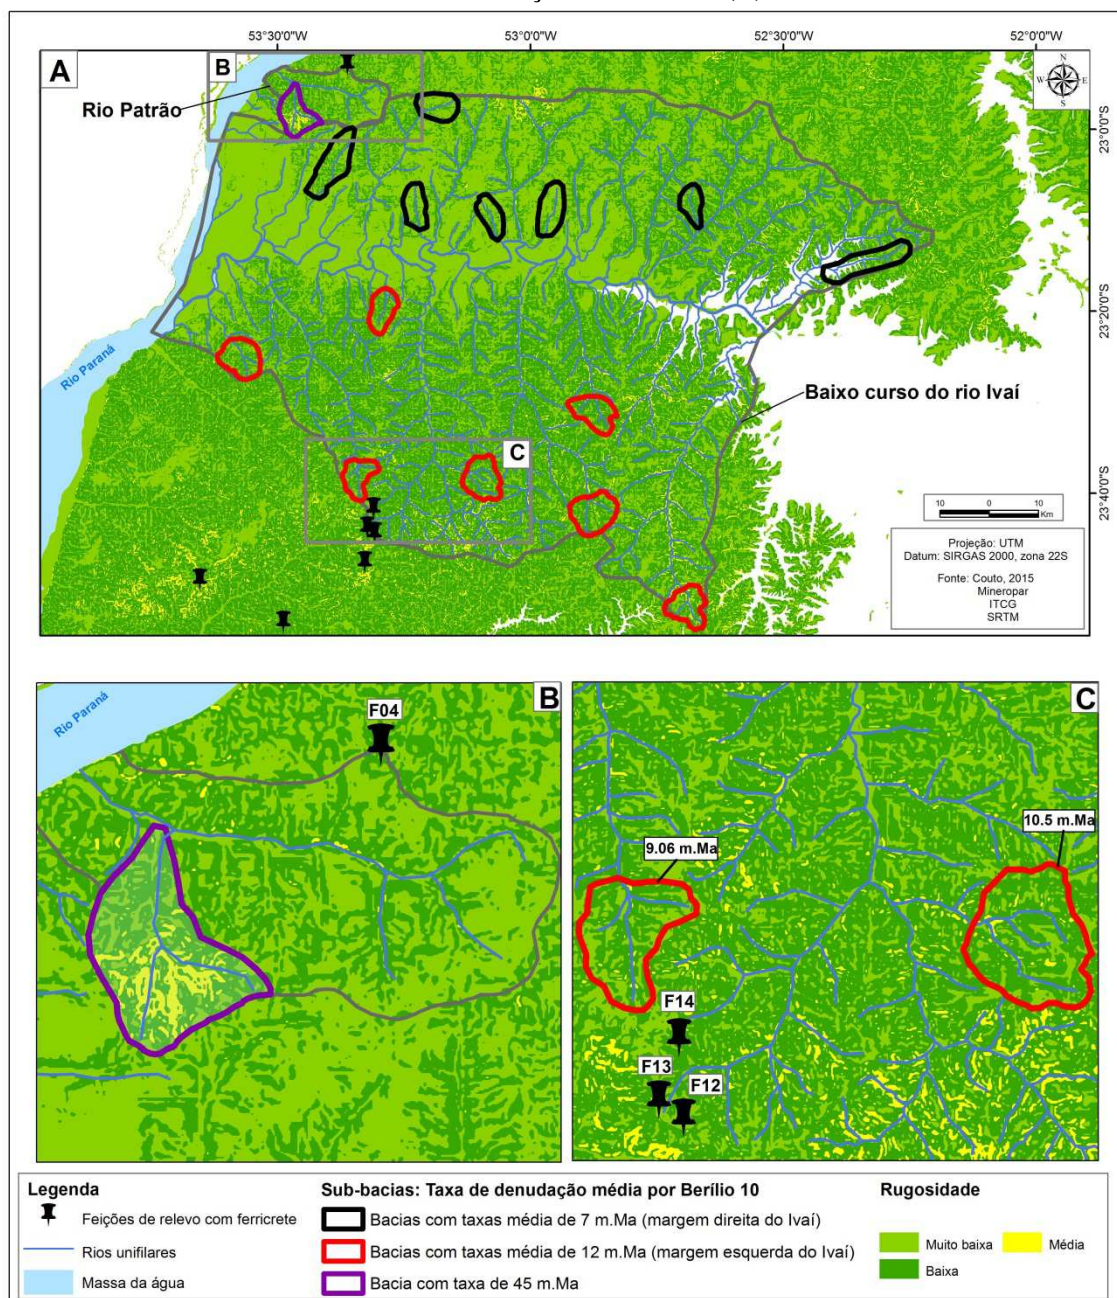 53°30'0"W
53°0'0"W
52°30'0"W
52°0'0"W
A
B
N
W
E
S
Rio Patrão
23°0'0"S
Rio Paraná
23°20'0"S
Baixo curso do rio Ivaí
C
23°40'0"S
10
0
10
Km
Projeção: UTM
Datum: SIRGAS 2000, zona 22S
Fonte: Couto, 2015
Mineropar
ITCG
SRTM
Rio Paraná
F04
B
C
9.06 m.Ma
10.5 m.Ma
F14
F13
F12
Legenda
Feições de relevo com ferricrete
Rios unifilares
Massa da água
Sub-bacias: Taxa de denudação média por Berílio 10
Bacias com taxas média de 7 m.Ma (margem direita do Ivaí)
Bacias com taxas média de 12 m.Ma (margem esquerda do Ivaí)
Bacia com taxa de 45 m.Ma
Rugosidade
Muito baixa
Média
Baixa